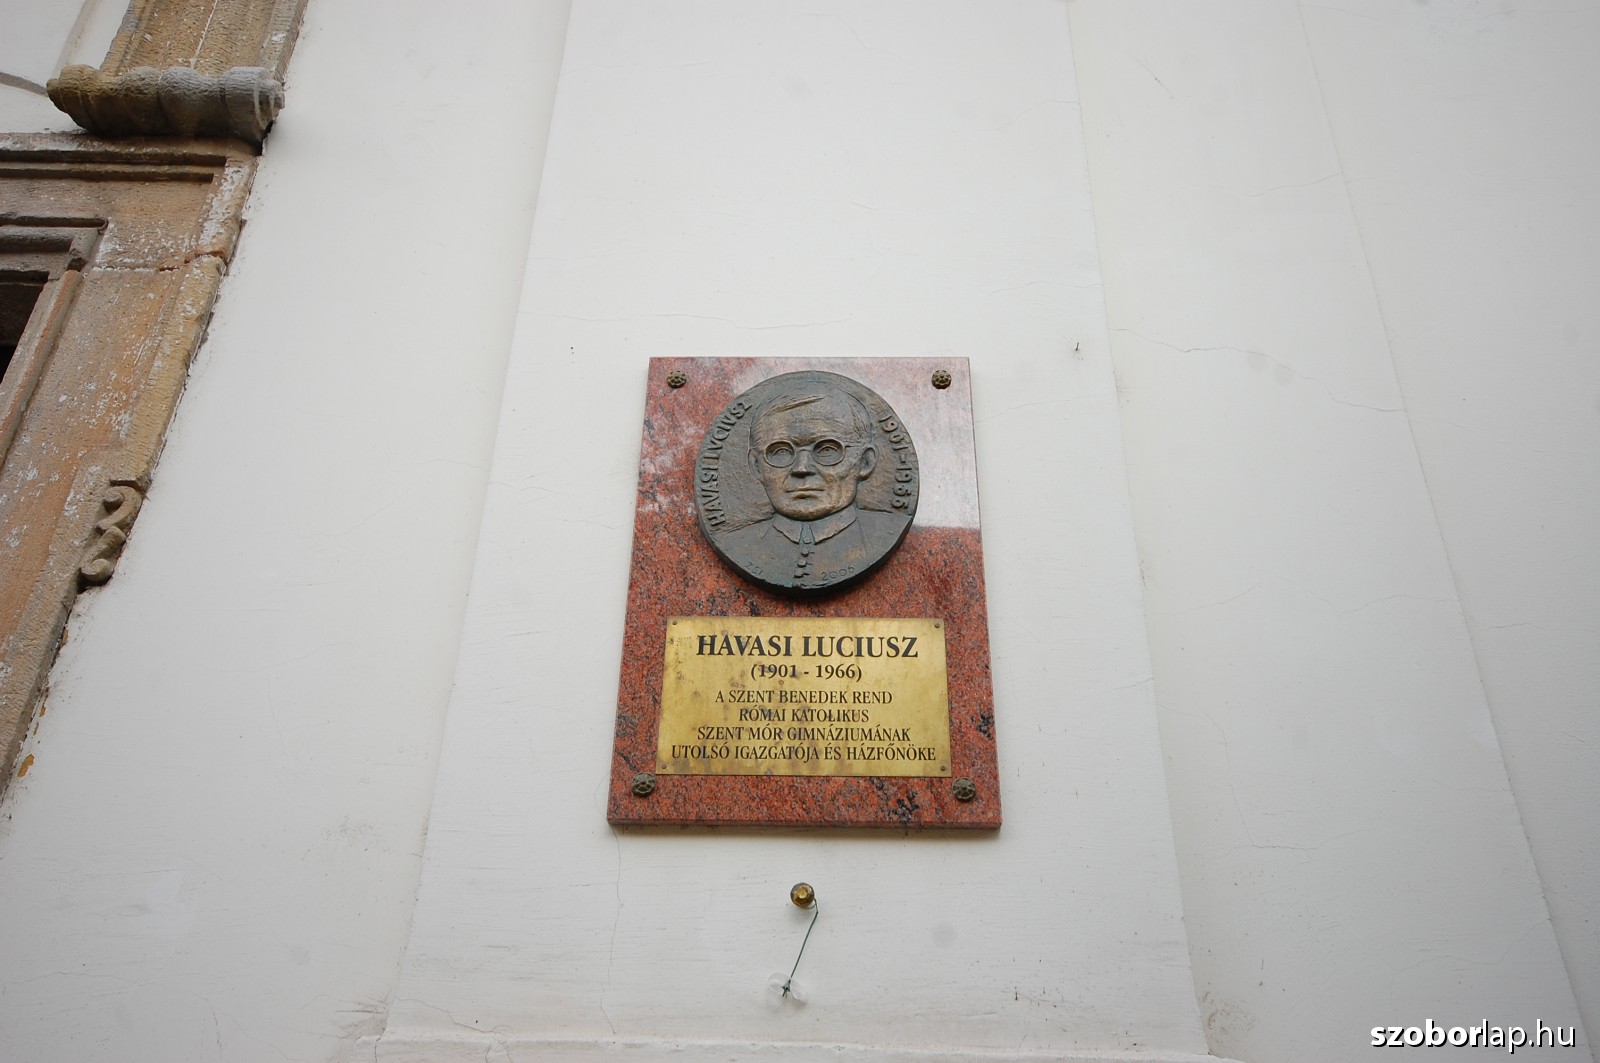 HAVASI LUCIUSZ
1901-1966
2006
HAVASI LUCIUSZ
(1901 - 1966)
A SZENT BENEDEK REND
RÓMAI KATOLIKUS
SZENT MÓR GIMNÁZIUMÁNAK
UTOLSÓ IGAZGATÓJA ÉS HÁZFŐNÖKE
szoborlap.hu